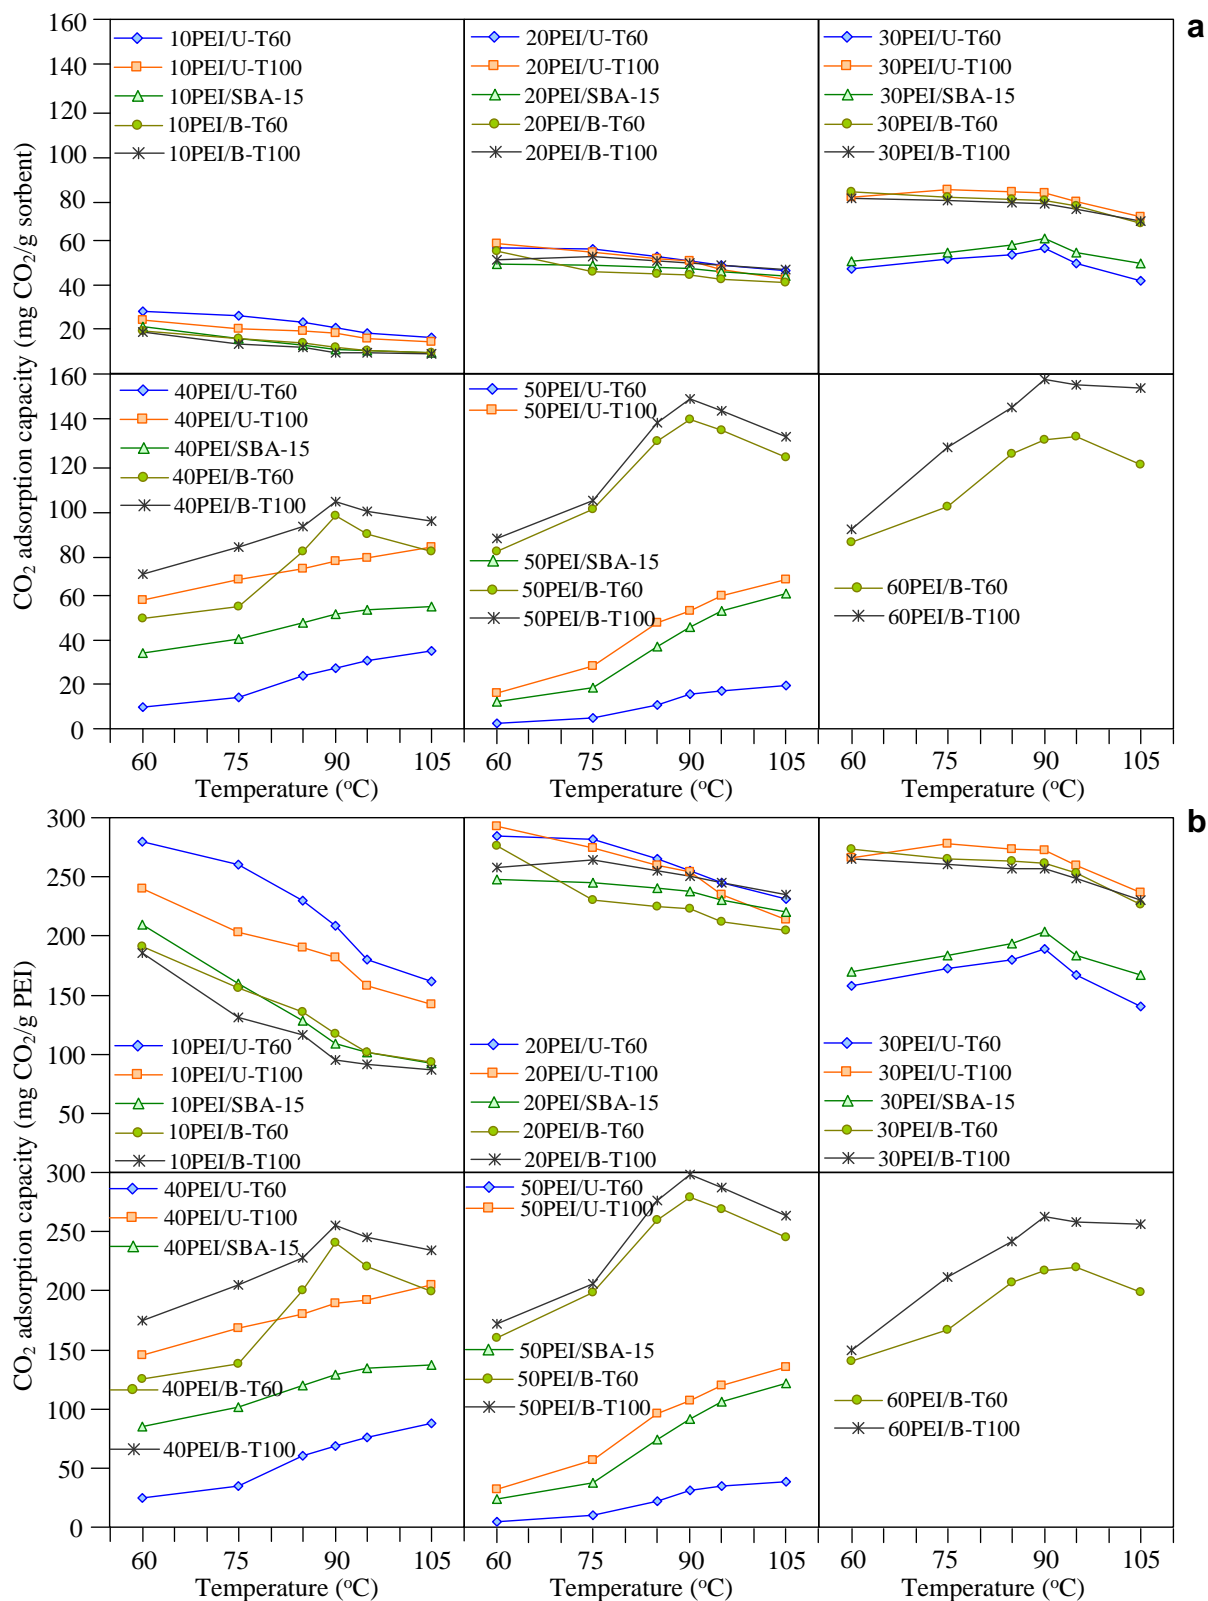 a
CO₂ adsorption capacity (mg CO₂/g sorbent)
160
140
120
100
80
60
40
20
10PEI/U-T60
10PEI/U-T100
10PEI/SBA-15
10PEI/B-T60
10PEI/B-T100
20PEI/U-T60
20PEI/U-T100
20PEI/SBA-15
20PEI/B-T60
20PEI/B-T100
30PEI/U-T60
30PEI/U-T100
30PEI/SBA-15
30PEI/B-T60
30PEI/B-T100
160
140
120
100
80
60
40
20
0
40PEI/U-T60
40PEI/U-T100
40PEI/SBA-15
40PEI/B-T60
40PEI/B-T100
50PEI/U-T60
50PEI/U-T100
50PEI/SBA-15
50PEI/B-T60
50PEI/B-T100
60PEI/B-T60
60PEI/B-T100
60 75 90 105
60 75 90 105
60 75 90 105
Temperature (°C)
Temperature (°C)
Temperature (°C)
b
CO₂ adsorption capacity (mg CO₂/g PEI)
300
250
200
150
100
50
10PEI/U-T60
10PEI/U-T100
10PEI/SBA-15
10PEI/B-T60
10PEI/B-T100
20PEI/U-T60
20PEI/U-T100
20PEI/SBA-15
20PEI/B-T60
20PEI/B-T100
30PEI/U-T60
30PEI/U-T100
30PEI/SBA-15
30PEI/B-T60
30PEI/B-T100
300
250
200
150
100
50
0
40PEI/U-T60
40PEI/U-T100
40PEI/SBA-15
40PEI/B-T60
40PEI/B-T100
50PEI/U-T60
50PEI/U-T100
50PEI/SBA-15
50PEI/B-T60
50PEI/B-T100
60PEI/B-T60
60PEI/B-T100
60 75 90 105
60 75 90 105
60 75 90 105
Temperature (°C)
Temperature (°C)
Temperature (°C)